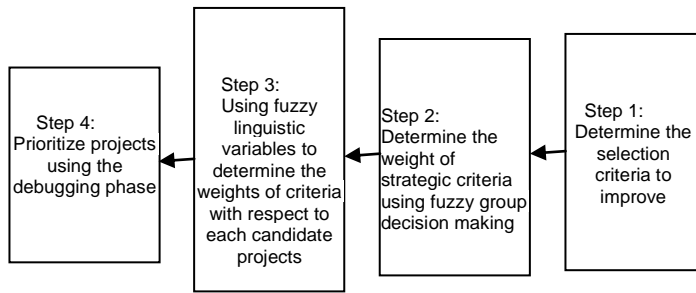 Step 4:
Prioritize projects
using the
debugging phase
Step 3:
Using fuzzy
linguistic
variables to
determine the
weights of criteria
with respect to
each candidate
projects
Step 2:
Determine the
weight of
strategic criteria
using fuzzy group
decision making
Step 1:
Determine the
selection
criteria to
improve